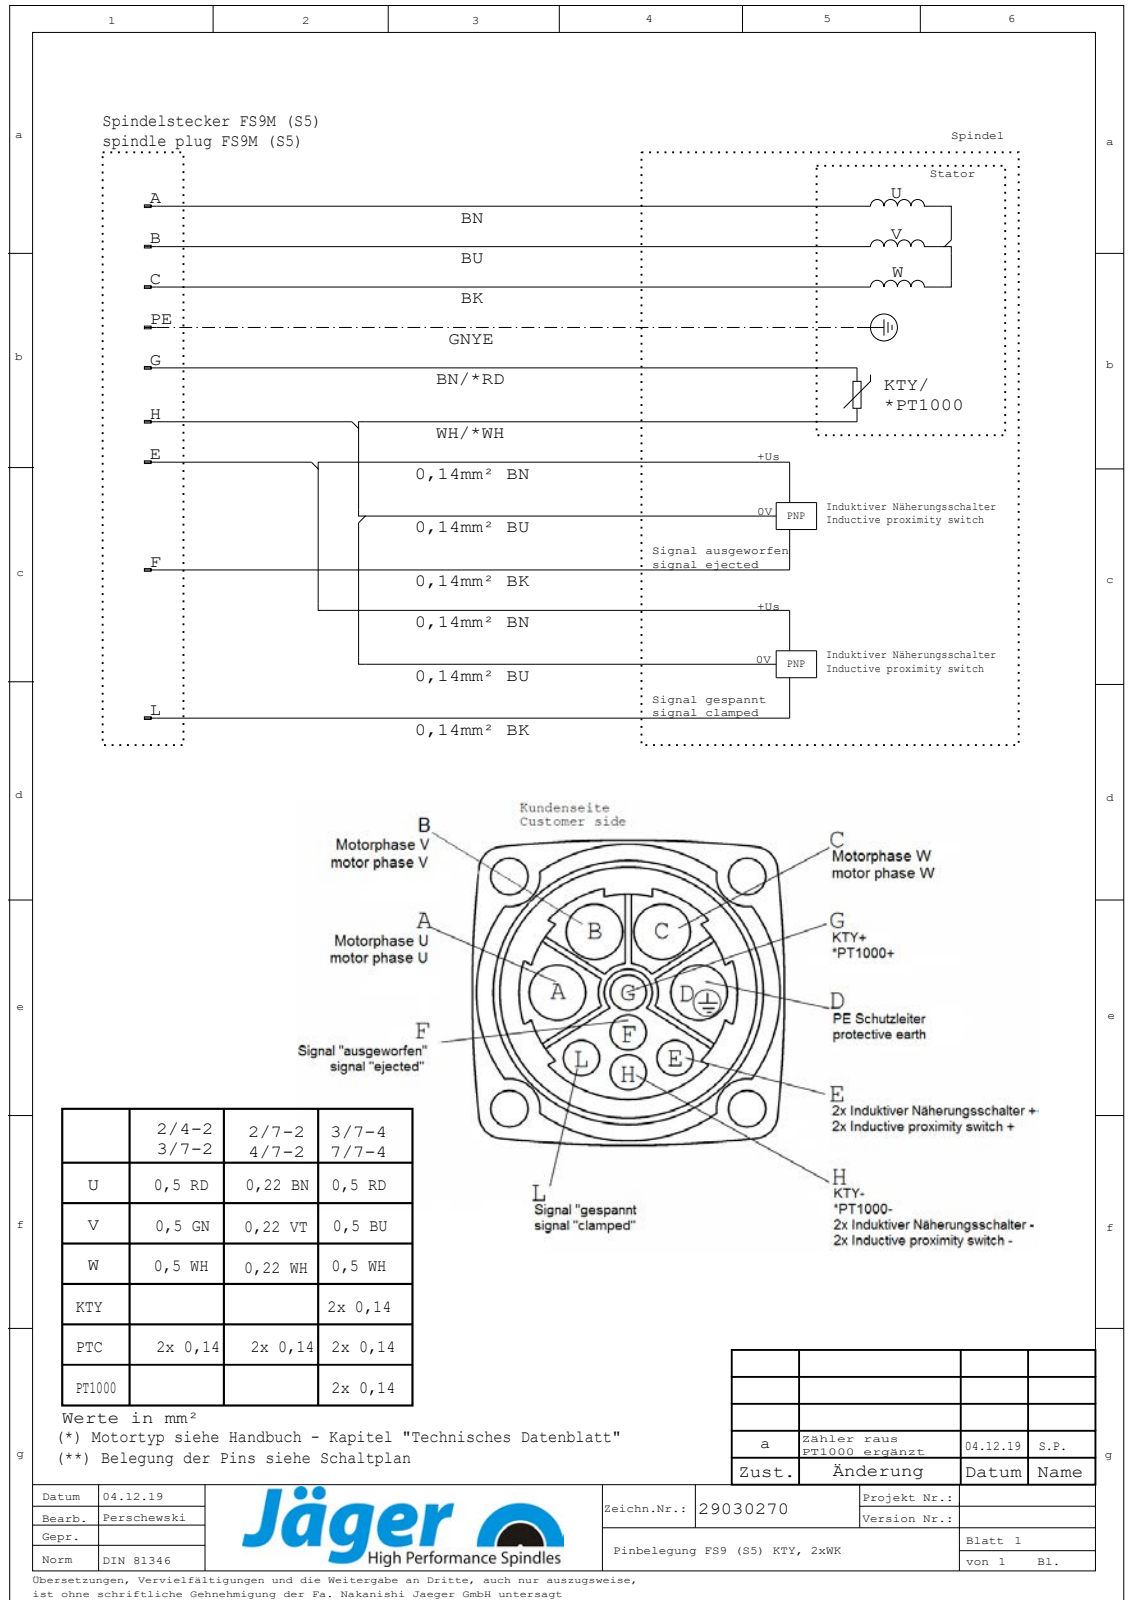 1 2 3 4 5 6
a
a
Spindelstecker FS9M (S5)
spindle plug FS9M (S5)
Spindel
Stator
A
BN
U
B
BU
V
C
BK
W
PE
GNYE
b
b
G
BN/*RD
KTY/
*PT1000
H
WH/*WH
E
0,14mm² BN
+Us
0,14mm² BU
0V
PNP
Induktiver Näherungsschalter
Inductive proximity switch
Signal ausgeworfen
signal ejected
c
c
F
0,14mm² BK
0,14mm² BN
+Us
0,14mm² BU
0V
PNP
Induktiver Näherungsschalter
Inductive proximity switch
Signal gespannt
signal clamped
L
0,14mm² BK
d
d
Kundenseite
Customer side
B
Motorphase V
motor phase V
C
Motorphase W
motor phase W
A
Motorphase U
motor phase U
G
KTY+
*PT1000+
B
C
A
G
D
F
L
E
H
D
PE Schutzleiter
protective earth
e
e
F
Signal "ausgeworfen"
signal "ejected"
E
2x Induktiver Näherungsschalter +
2x Inductive proximity switch +
L
Signal "gespannt
signal "clamped"
H
KTY-
*PT1000-
2x Induktiver Näherungsschalter -
2x Inductive proximity switch -
f
f
2/4-2 2/7-2 3/7-4
3/7-2 4/7-2 7/7-4
U 0,5 RD 0,22 BN 0,5 RD
V 0,5 GN 0,22 VT 0,5 BU
W 0,5 WH 0,22 WH 0,5 WH
KTY 2x 0,14
PTC 2x 0,14 2x 0,14 2x 0,14
PT1000 2x 0,14
Werte in mm²
(*) Motortyp siehe Handbuch - Kapitel "Technisches Datenblatt"
(**) Belegung der Pins siehe Schaltplan
g
g
a Zähler raus
PT1000 ergänzt 04.12.19 S.P.
Zust. Änderung Datum Name
Datum 04.12.19
Bearb. Perschewski
Gepr.
Norm DIN 81346
Jäger
High Performance Spindles
Zeichn.Nr.: 29030270
Projekt Nr.:
Version Nr.:
Pinbelegung FS9 (S5) KTY, 2xWK
Blatt 1
von 1 Bl.
Übersetzungen, Vervielfältigungen und die Weitergabe an Dritte, auch nur auszugsweise,
ist ohne schriftliche Gehnehmigung der Fa. Nakanishi Jaeger GmbH untersagt